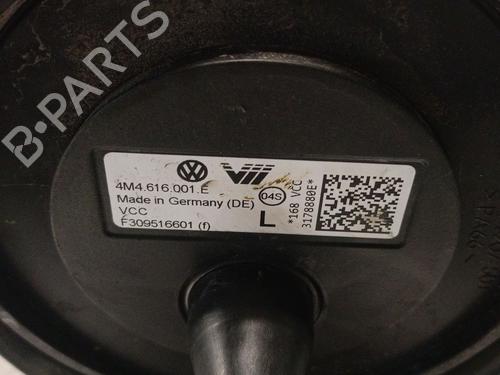 B-PARTS
4M4.616.001.E
Made in Germany (DE)
04S
VCC
F309516601 (f)
L
*168 VCC
3178880E*